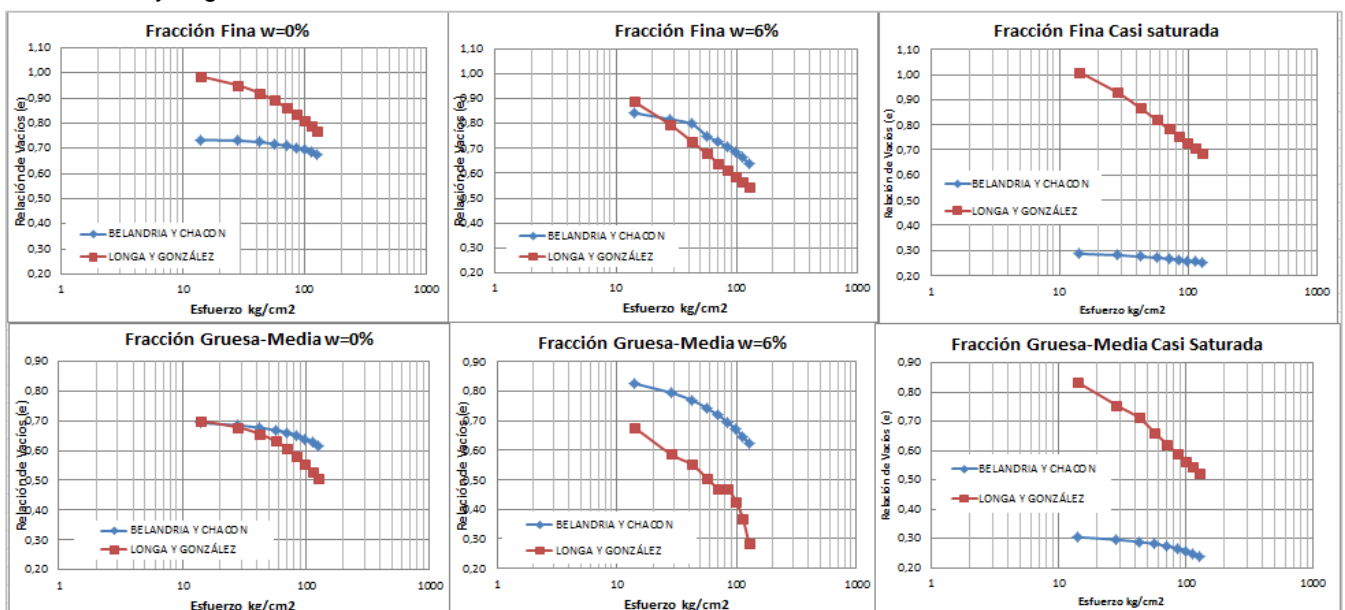 Fracción Fina w=0%
1,10
1,00
0,90
0,80
0,70
0,60
0,50
0,40
0,30
0,20
Relación de Vacíos (e)
BELANDRIA Y CHACON
LONGA Y GONZÁLEZ
1
10
100
1000
Esfuerzo kg/cm2
Fracción Fina w=6%
1,10
1,00
0,90
0,80
0,70
0,60
0,50
0,40
0,30
0,20
Relación de Vacíos (e)
BELANDRIA Y CHACON
LONGA Y GONZÁLEZ
1
10
100
1000
Esfuerzo kg/cm2
Fracción Fina Casi saturada
1,10
1,00
0,90
0,80
0,70
0,60
0,50
0,40
0,30
0,20
Relación de Vacíos (e)
BELANDRIA Y CHACON
LONGA Y GONZÁLEZ
1
10
100
1000
Esfuerzo kg/cm2
Fracción Gruesa-Media w=0%
0,90
0,80
0,70
0,60
0,50
0,40
0,30
0,20
Relación de Vacíos (e)
BELANDRIA Y CHACON
LONGA Y GONZÁLEZ
1
10
100
1000
Esfuerzo kg/cm2
Fracción Gruesa-Media w=6%
0,90
0,80
0,70
0,60
0,50
0,40
0,30
0,20
Relación de Vacíos (e)
BELANDRIA Y CHACON
LONGA Y GONZÁLEZ
1
10
100
1000
Esfuerzo kg/cm2
Fracción Gruesa-Media Casi Saturada
0,90
0,80
0,70
0,60
0,50
0,40
0,30
0,20
Relación de Vacíos (e)
BELANDRIA Y CHACON
LONGA Y GONZÁLEZ
1
10
100
1000
Esfuerzo kg/cm2